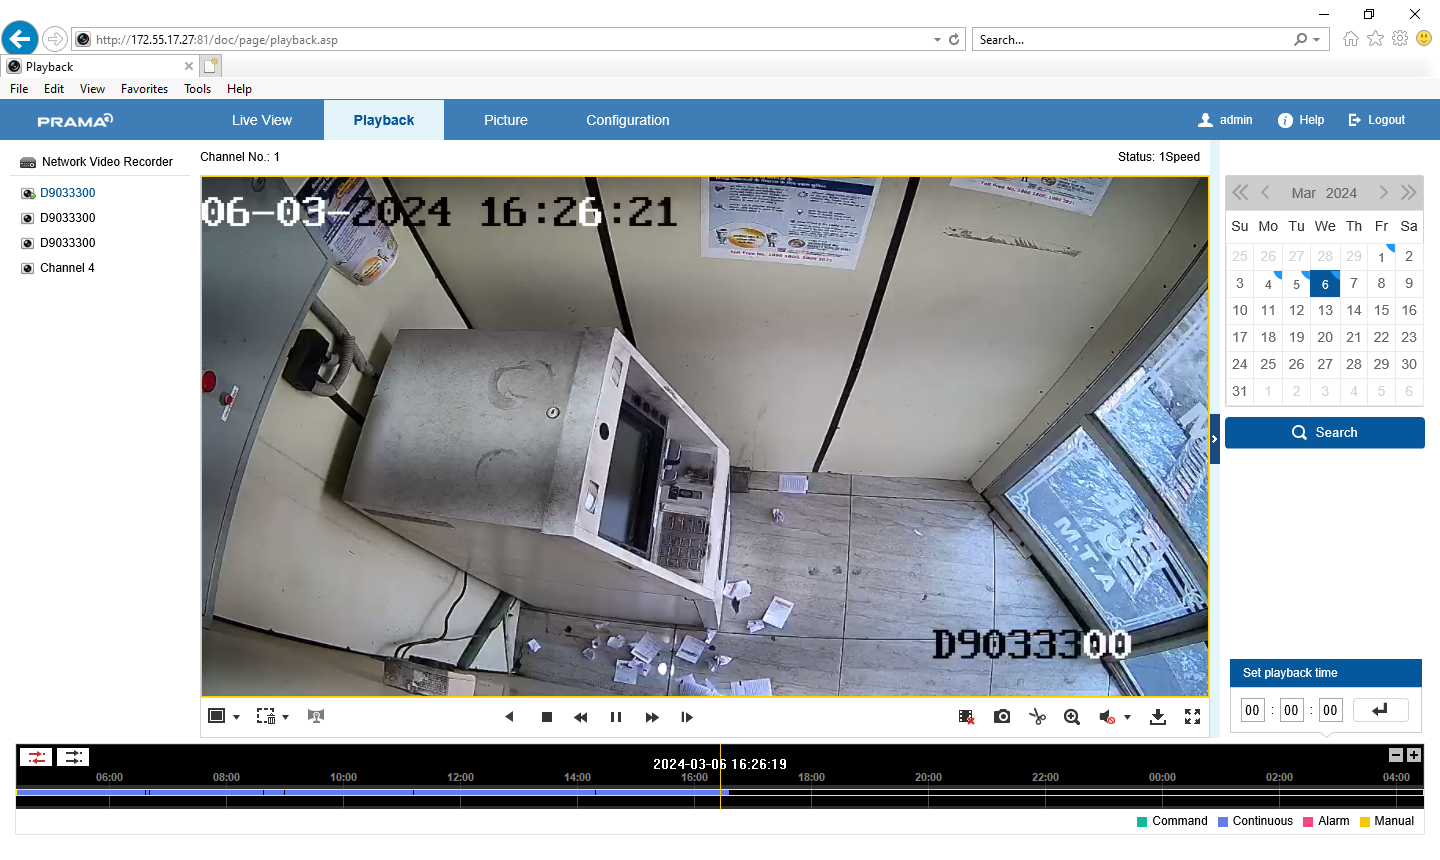 http://172.55.17.27:81/doc/page/playback.asp
Search...
Playback
File Edit View Favorites Tools Help
PRAMA
Live View Playback Picture Configuration
admin Help Logout
Network Video Recorder
D9033300
D9033300
D9033300
Channel 4
Channel No.: 1
Status: 1Speed
06-03-2024 16:26:21
M.T.A
D9033300
Mar 2024
Su Mo Tu We Th Fr Sa
25 26 27 28 29 1 2
3 4 5 6 7 8 9
10 11 12 13 14 15 16
17 18 19 20 21 22 23
24 25 26 27 28 29 30
31 1 2 3 4 5 6
Search
Set playback time
00 : 00 : 00
2024-03-06 16:26:19
06:00 08:00 10:00 12:00 14:00 16:00 18:00 20:00 22:00 00:00 02:00 04:00
Command Continuous Alarm Manual